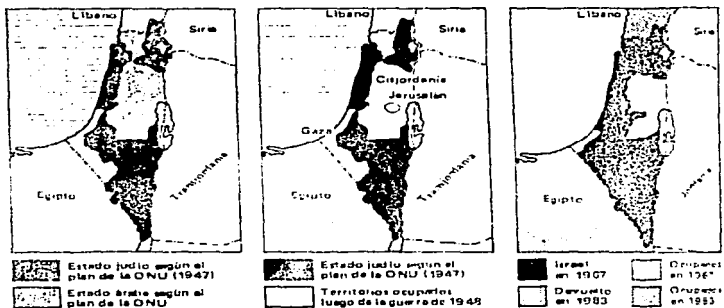 Líbano
Siria
Egipto
Transjordania
Estado judío según el
plan de la ONU (1947)
Estado árabe según el
plan de la ONU
Líbano
Siria
Cisjordania
Jerusalén
Gaza
Egipto
Transjordania
Estado judío según el
plan de la ONU (1947)
Territorios ocupados
luego de la guerra de 1948
Líbano
Egipto
Israel
en 1967
Devuelto
en 1983